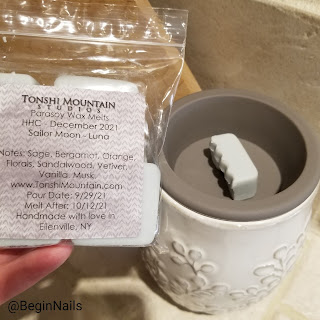 TONSHI MOUNTAIN
STUDIOS
Parasoy Wax Melts
HHC - December 2021
Sailor Moon - Luna
Notes: Sage, Bergamot, Orange,
Florals, Sandalwood, Vetiver,
Vanilla, Musk
www.TonshiMountain.com
Pour Date: 9/29/21
Melt After: 10/12/21
Handmade with love in
Ellenville, NY
@BeginNails